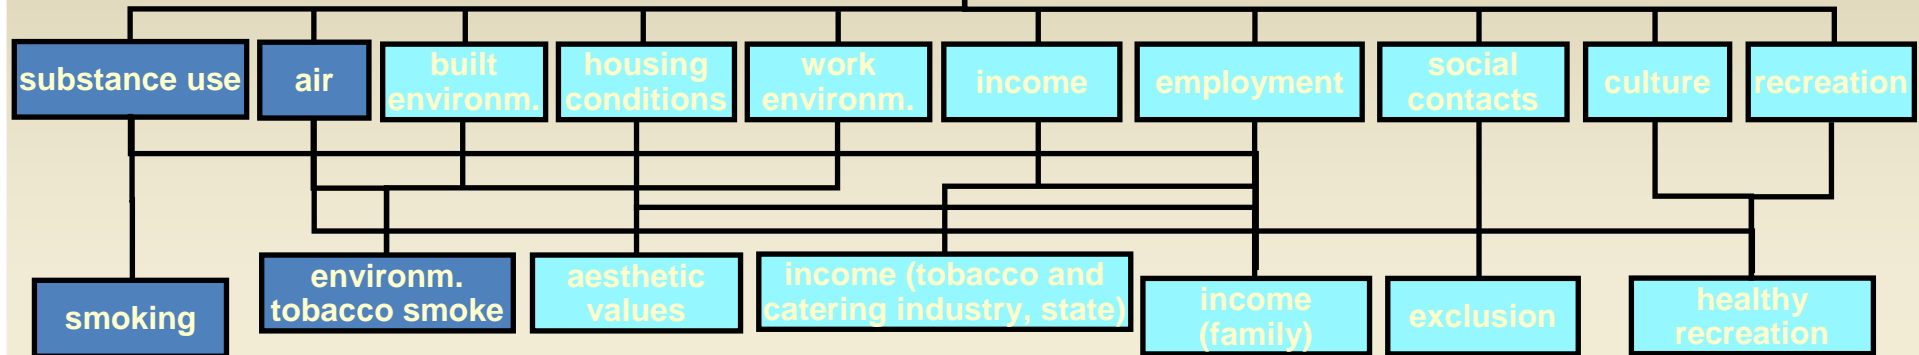 substance use
air
built
environm.
housing
conditions
work
environm.
income
employment
social
contacts
culture
recreation
smoking
environm.
tobacco smoke
aesthetic
values
income (tobacco and
catering industry, state)
income
(family)
exclusion
healthy
recreation